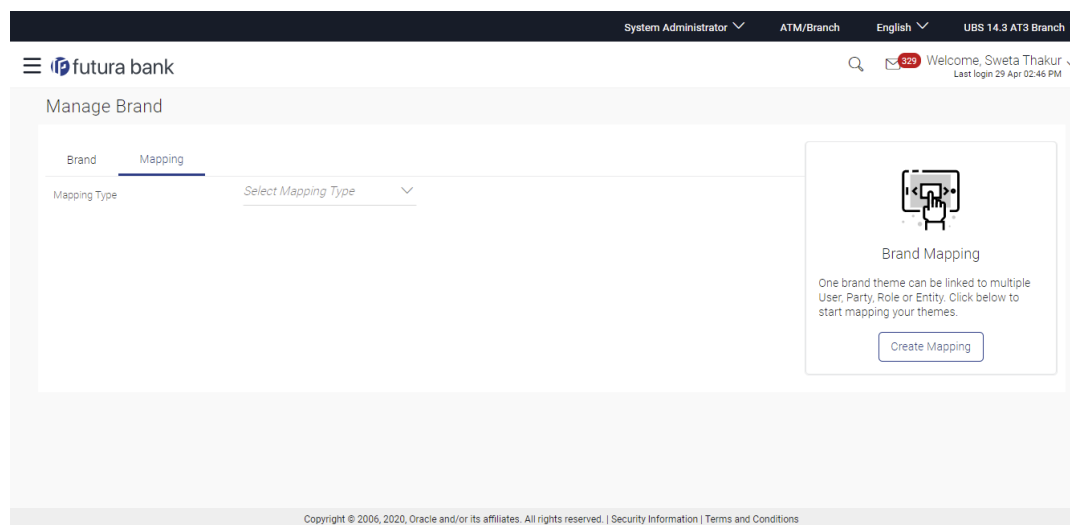 System Administrator ATM/Branch English UBS 14.3 AT3 Branch
futura bank
329 Welcome, Sweta Thakur
Last login 29 Apr 02:46 PM
Manage Brand
Brand Mapping
Mapping Type Select Mapping Type
Brand Mapping
One brand theme can be linked to multiple
User, Party, Role or Entity. Click below to
start mapping your themes.
Create Mapping
Copyright © 2006, 2020, Oracle and/or its affiliates. All rights reserved. | Security Information | Terms and Conditions